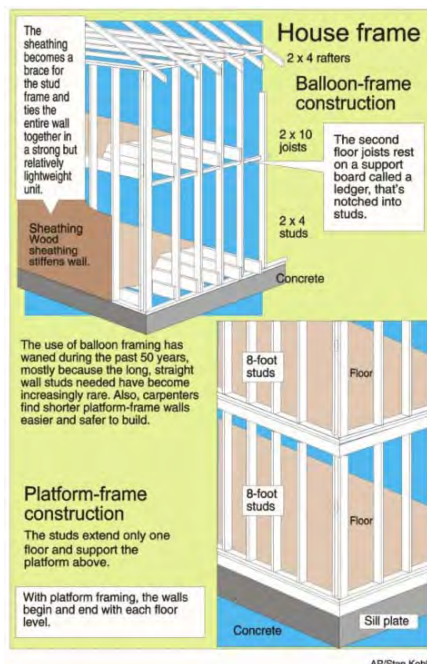 House frame
2 x 4 rafters
Balloon-frame
construction
The
sheathing
becomes a
brace for
the stud
frame and
ties the
entire wall
together in
a strong but
relatively
lightweight
unit.
2 x 10
joists
The second
floor joists rest
on a support
board called a
ledger, that's
notched into
studs.
2 x 4
studs
Sheathing
Wood
sheathing
stiffens wall.
Concrete
The use of balloon framing has
waned during the past 50 years,
mostly because the long, straight
wall studs needed have become
increasingly rare. Also, carpenters
find shorter platform-frame walls
easier and safer to build.
8-foot
studs
Floor
Platform-frame
construction
The studs extend only one
floor and support the
platform above.
8-foot
studs
Floor
With platform framing, the walls
begin and end with each floor
level.
Concrete
Sill plate